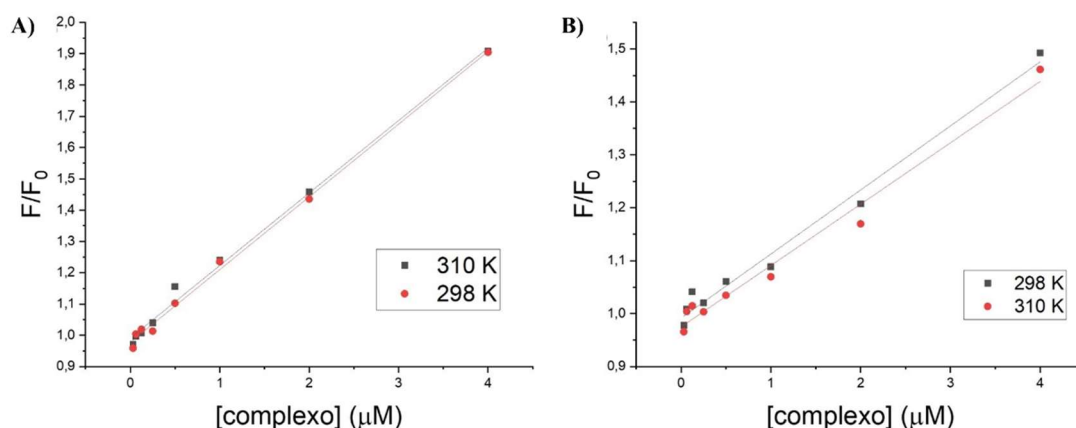 A)
F/F₀
2,0
1,9
1,8
1,7
1,6
1,5
1,4
1,3
1,2
1,1
1,0
0,9
310 K
298 K
0 1 2 3 4
[complexo] (μM)
B)
F/F₀
1,5
1,4
1,3
1,2
1,1
1,0
0,9
298 K
310 K
0 1 2 3 4
[complexo] (μM)